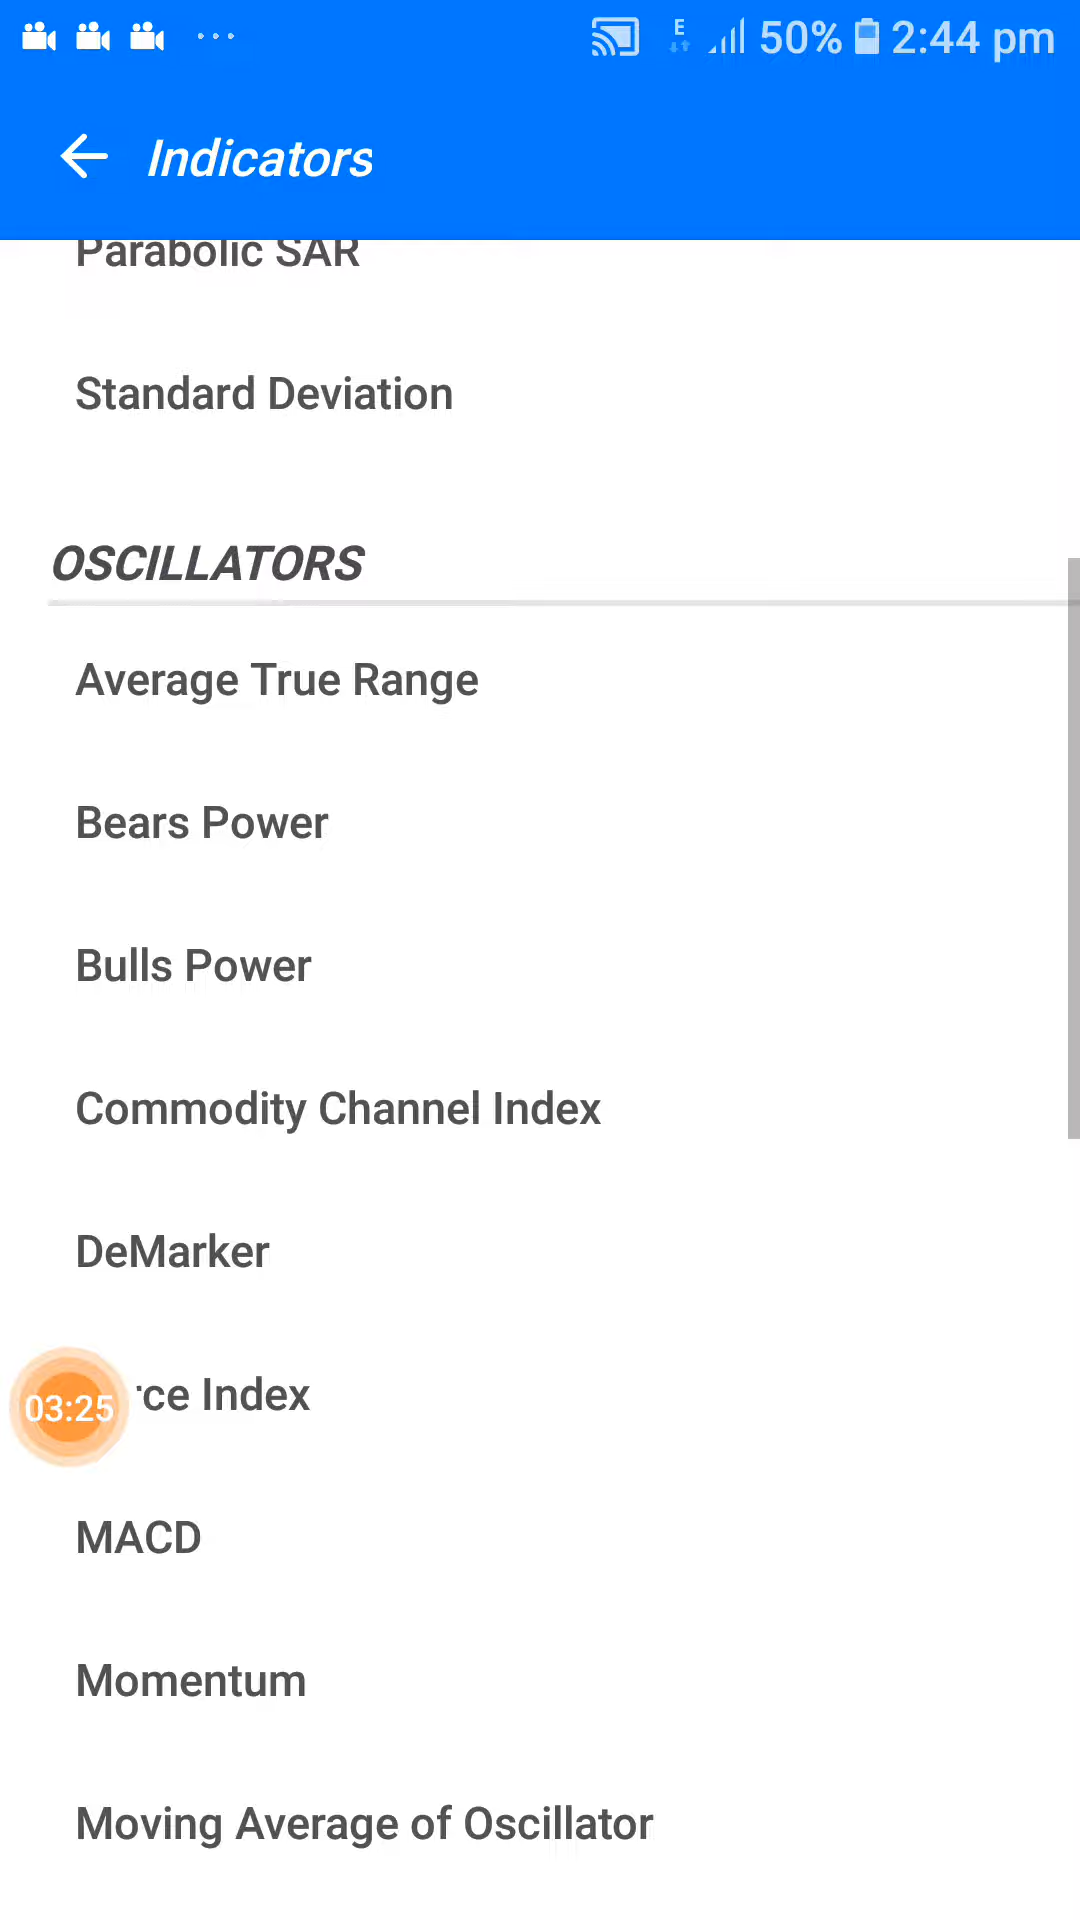 E 50% 2:44 pm
Indicators
Parabolic SAR
Standard Deviation
OSCILLATORS
Average True Range
Bears Power
Bulls Power
Commodity Channel Index
DeMarker
03:25 rce Index
MACD
Momentum
Moving Average of Oscillator